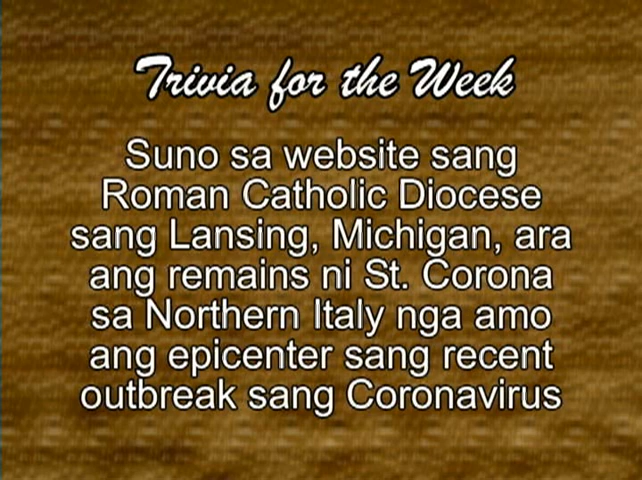 Trivia for the Week
Suno sa website sang
Roman Catholic Diocese
sang Lansing, Michigan, ara
ang remains ni St. Corona
sa Northern Italy nga amo
ang epicenter sang recent
outbreak sang Coronavirus